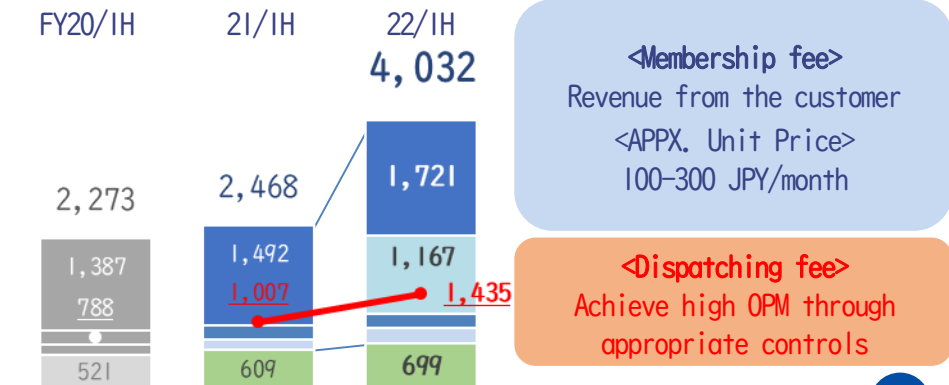 FY20/1H 21/1H 22/1H
4,032
2,273
2,468
1,387
788
521
1,492
1,007
609
1,721
1,167
1,435
699
<Membership fee>
Revenue from the customer
<APPX. Unit Price>
100-300 JPY/month
<Dispatching fee>
Achieve high OPM through
appropriate controls